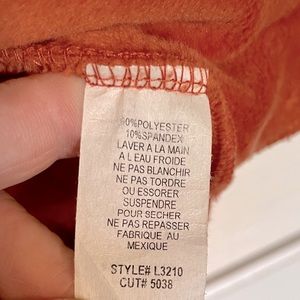 90%POLYESTER
10%SPANDEX
LAVER A LA MAIN
A L EAU FROIDE
NE PAS BLANCHIR
NE PAS TORDRE
OU ESSORER
SUSPENDRE
POUR SECHER
NE PAS REPASSER
FABRIQUE AU
MEXIQUE
STYLE# L3210
CUT# 5038